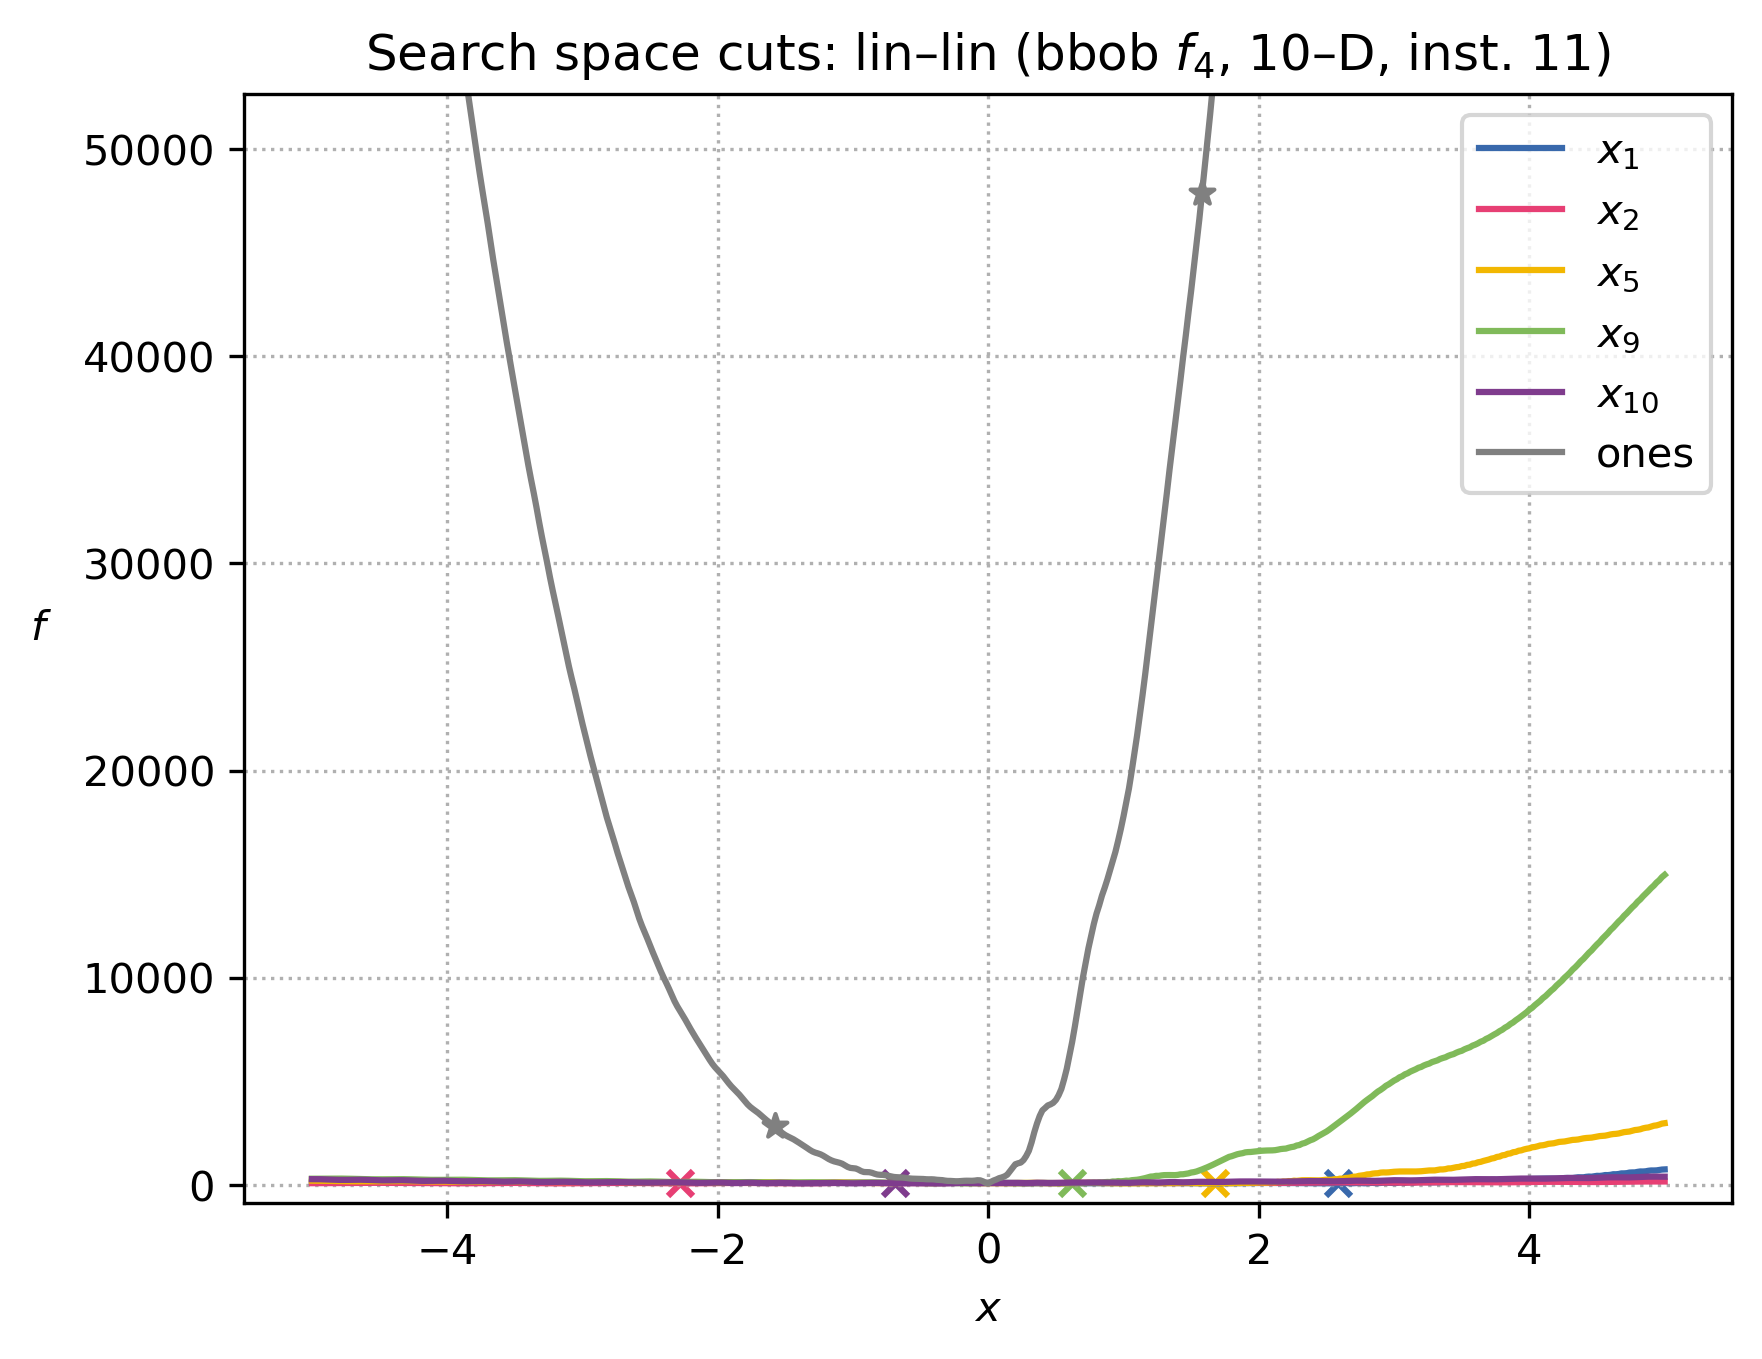 Search space cuts: lin–lin (bbob f₄, 10–D, inst. 11)
50000
40000
30000
20000
10000
0
f
−4
−2
0
2
4
x
x₁
x₂
x₅
x₉
x₁₀
ones